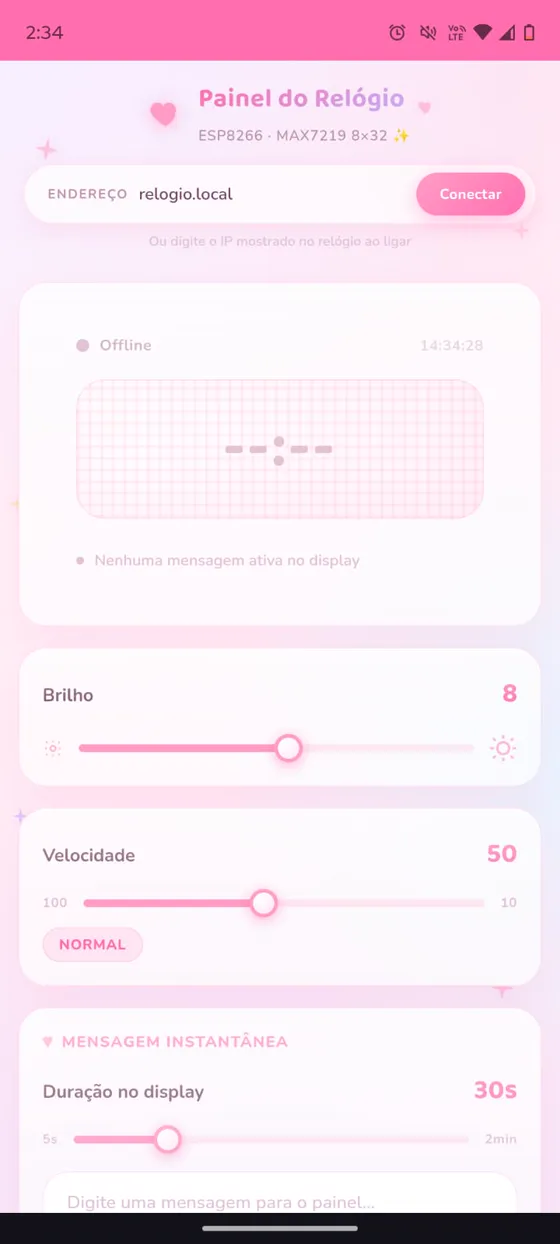 2:34
Vo LTE
Painel do Relógio
ESP8266 · MAX7219 8×32 ✨
ENDEREÇO relogio.local Conectar
Ou digite o IP mostrado no relógio ao ligar
Offline 14:34:28
--:--
Nenhuma mensagem ativa no display
Brilho 8
Velocidade 50
100 10
NORMAL
♥ MENSAGEM INSTANTÂNEA
Duração no display 30s
5s 2min
Digite uma mensagem para o painel...